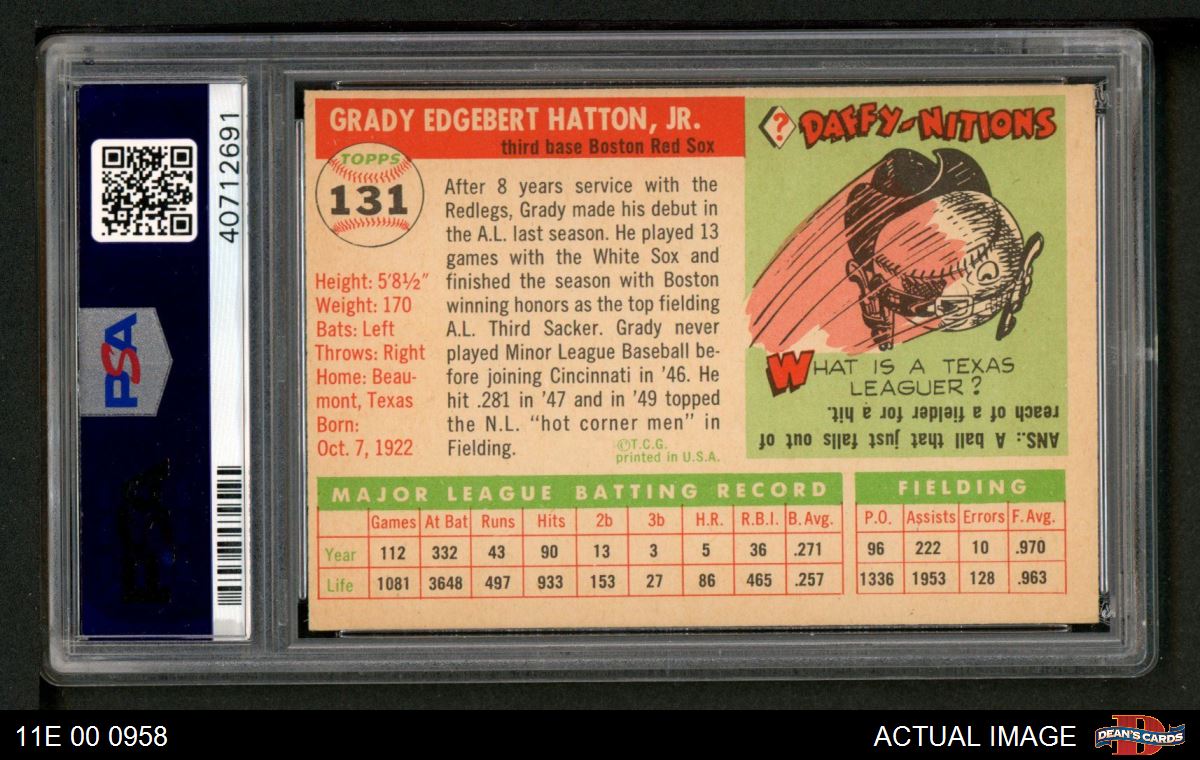 PSA
40712691
PSA
GRADY EDGEBERT HATTON, JR.
third base Boston Red Sox
TOPPS
131
Height: 5'8½"
Weight: 170
Bats: Left
Throws: Right
Home: Beau-
mont, Texas
Born:
Oct. 7, 1922
After 8 years service with the
Redlegs, Grady made his debut in
the A.L. last season. He played 13
games with the White Sox and
finished the season with Boston
winning honors as the top fielding
A.L. Third Sacker. Grady never
played Minor League Baseball be-
fore joining Cincinnati in '46. He
hit .281 in '47 and in '49 topped
the N.L. "hot corner men" in
Fielding.
©T.C.G.
printed in U.S.A.
? DAFFY-NITIONS
WHAT IS A TEXAS
LEAGUER?
ANS.: A ball that just falls out of
reach of a fielder for a hit.
MAJOR LEAGUE BATTING RECORD
Games At Bat Runs Hits 2b 3b H.R. R.B.I. B. Avg.
Year 112 332 43 90 13 3 5 36 .271
Life 1081 3648 497 933 153 27 86 465 .257
FIELDING
P.O. Assists Errors F. Avg.
96 222 10 .970
1336 1953 128 .963
11E 00 0958
ACTUAL IMAGE
D
DEAN'S CARDS